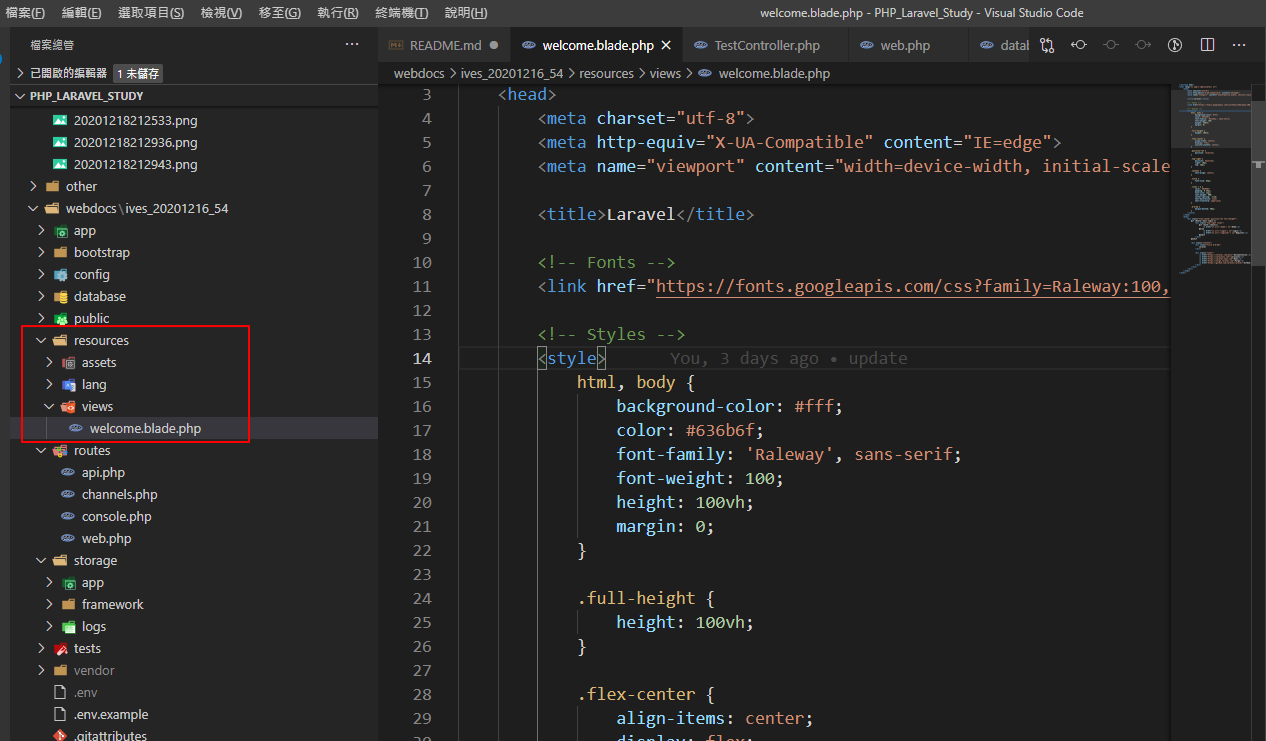 檔案(F) 編輯(E) 選取項目(S) 檢視(V) 移至(G) 執行(R) 終端機(T) 說明(H) welcome.blade.php - PHP_Laravel_Study - Visual Studio Code
檔案總管 ···
已開啟的編輯器 1 未儲存
PHP_LARAVEL_STUDY
20201218212533.png
20201218212936.png
20201218212943.png
other
webdocs\ives_20201216_54
app
bootstrap
config
database
public
resources
assets
lang
views
welcome.blade.php
routes
api.php
channels.php
console.php
web.php
storage
app
framework
logs
tests
vendor
.env
.env.example
.gitattributes
README.md ● welcome.blade.php × TestController.php web.php datab
webdocs > ives_20201216_54 > resources > views > welcome.blade.php
3 <head>
4 <meta charset="utf-8">
5 <meta http-equiv="X-UA-Compatible" content="IE=edge">
6 <meta name="viewport" content="width=device-width, initial-scale
7
8 <title>Laravel</title>
9
10 <!-- Fonts -->
11 <link href="https://fonts.googleapis.com/css?family=Raleway:100,
12
13 <!-- Styles -->
14 <style> You, 3 days ago • update
15 html, body {
16 background-color: #fff;
17 color: #636b6f;
18 font-family: 'Raleway', sans-serif;
19 font-weight: 100;
20 height: 100vh;
21 margin: 0;
22 }
23
24 .full-height {
25 height: 100vh;
26 }
27
28 .flex-center {
29 align-items: center;
30 display: flex;